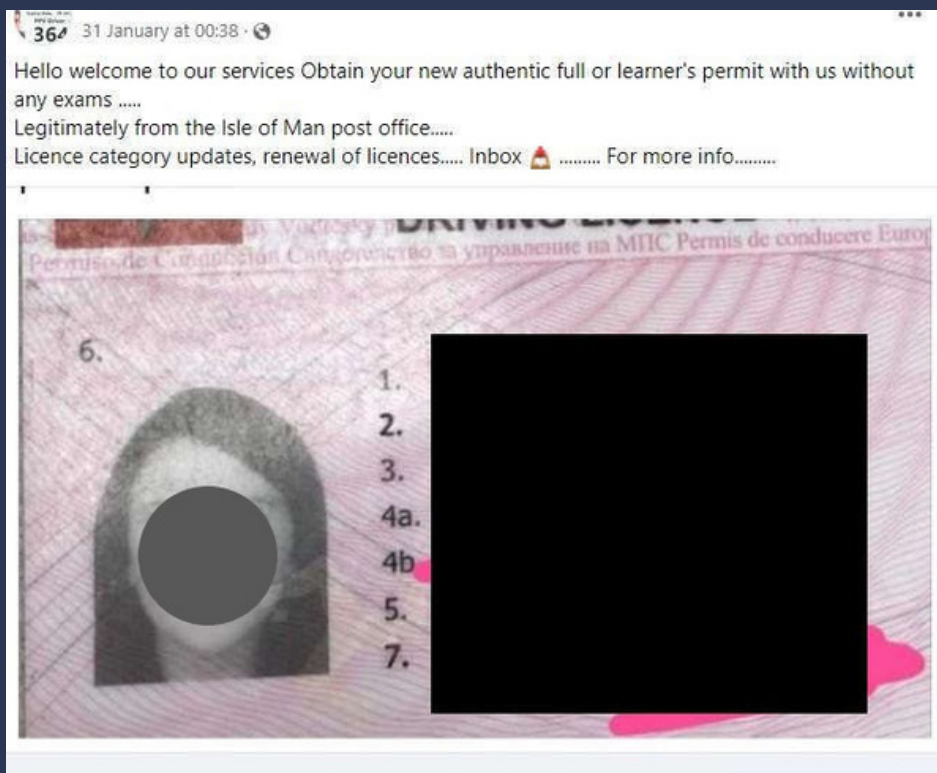 364 31 January at 00:38 ·
Hello welcome to our services Obtain your new authentic full or learner's permit with us without
any exams .....
Legitimately from the Isle of Man post office.....
Licence category updates, renewal of licences..... Inbox ......... For more info.........
DRIVING LICENCE
Permiso de Conducción Свидетелство за управление на МПС Permis de conducere Europ
6.
1.
2.
3.
4a.
4b
5.
7.